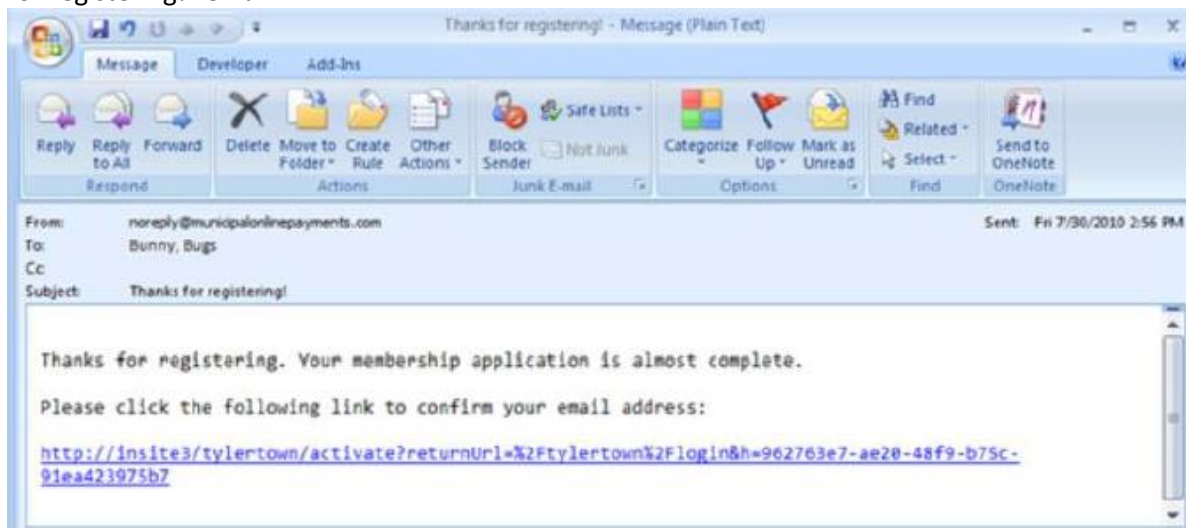 Thanks for registering! - Message (Plain Text)
Message Developer Add-Ins
Reply Reply to All Forward Delete Move to Folder Create Rule Other Actions Block Sender Safe Lists Not Junk Categorize Follow Up Mark as Unread Find Related Select Send to OneNote
Respond Actions Junk E-mail Options Find OneNote
From: noreply@municipalonlinepayments.com Sent: Fri 7/30/2010 2:56 PM
To: Bunny, Bugs
Cc
Subject: Thanks for registering!
Thanks for registering. Your membership application is almost complete.
Please click the following link to confirm your email address:
http://insite3/tylertown/activate?returnUrl=%2Ftylertown%2Flogin&h=962763e7-ae20-48f9-b75c-
91ea423975b7